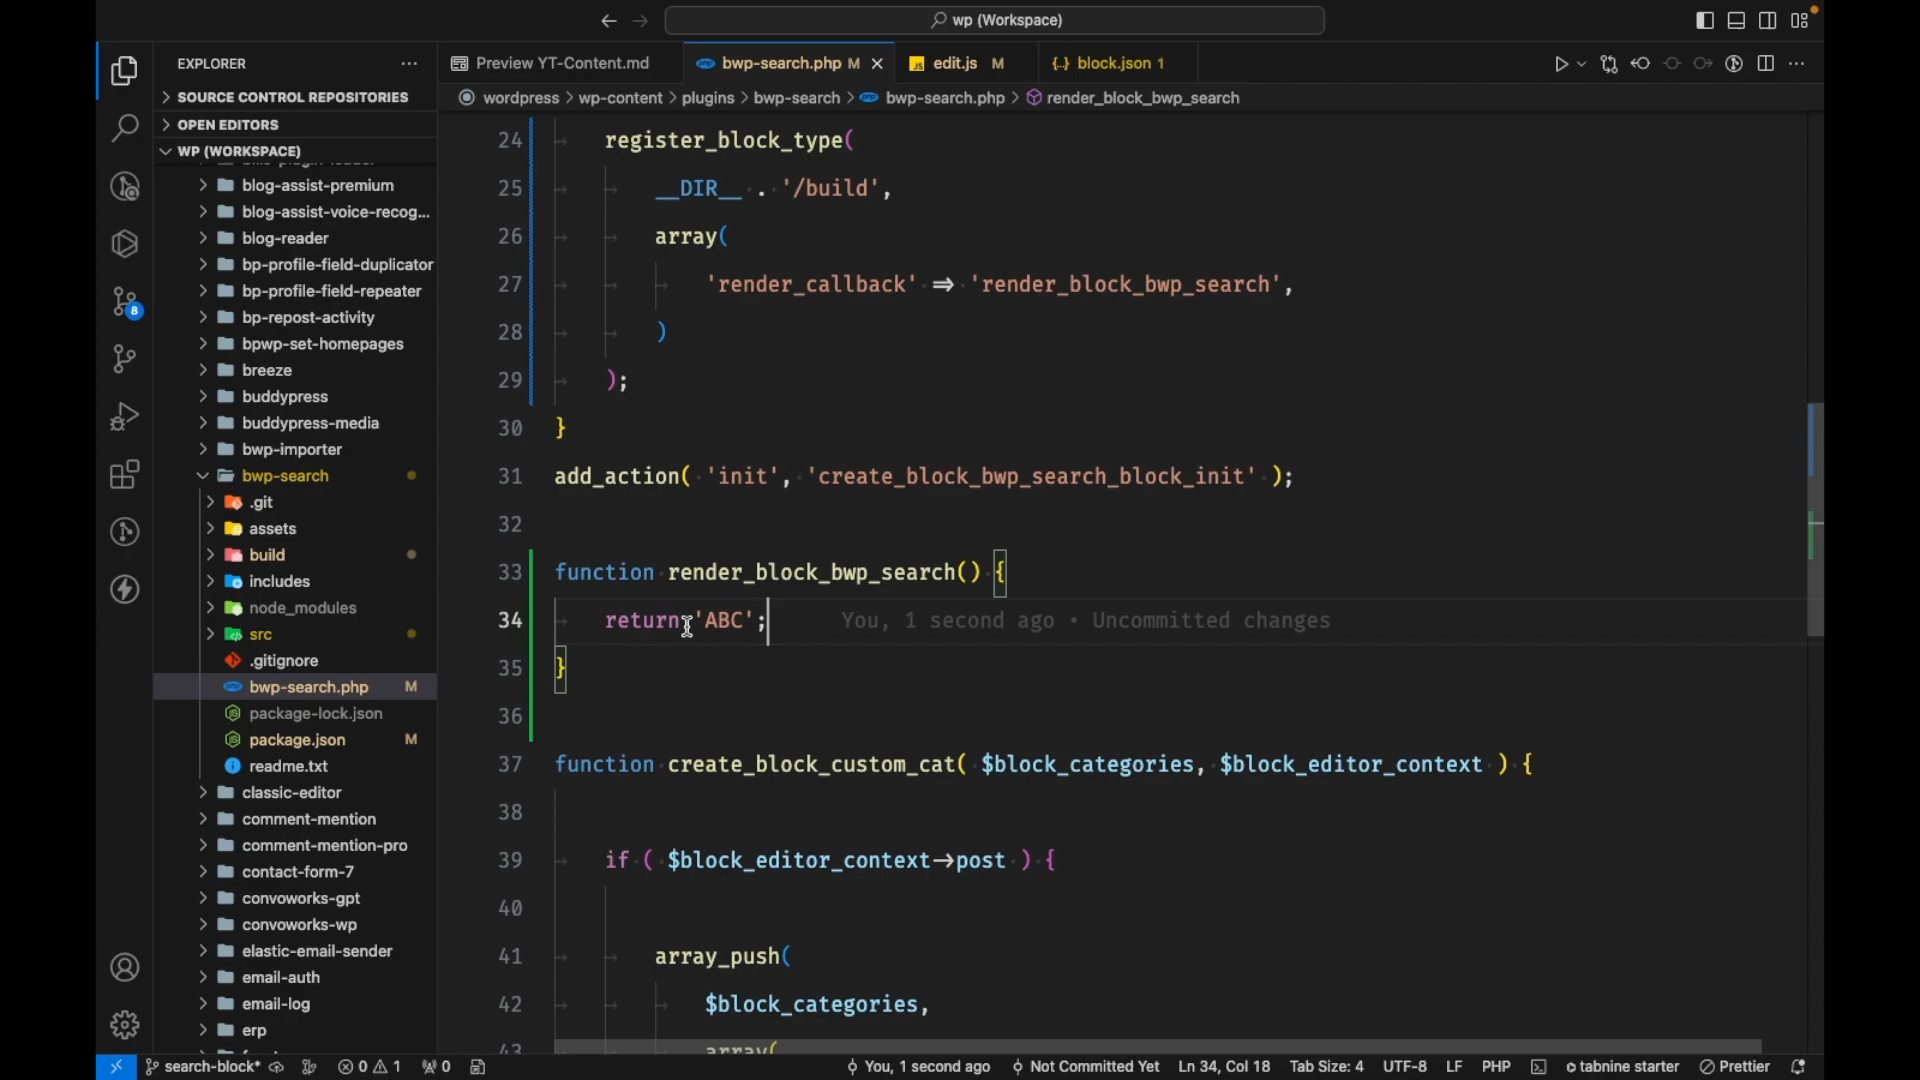 wp (Workspace)
EXPLORER
SOURCE CONTROL REPOSITORIES
OPEN EDITORS
WP (WORKSPACE)
blog-assist-premium
blog-assist-voice-recog...
blog-reader
bp-profile-field-duplicator
bp-profile-field-repeater
bp-repost-activity
bpwp-set-homepages
breeze
buddypress
buddypress-media
bwp-importer
bwp-search
.git
assets
build
includes
node_modules
src
.gitignore
bwp-search.php M
package-lock.json
package.json M
readme.txt
classic-editor
comment-mention
comment-mention-pro
contact-form-7
convoworks-gpt
convoworks-wp
elastic-email-sender
email-auth
email-log
erp
8
Preview YT-Content.md
bwp-search.php M
JS edit.js M
{..} block.json 1
wordpress > wp-content > plugins > bwp-search > bwp-search.php > render_block_bwp_search
24 register_block_type(
25 __DIR__ . '/build',
26 array(
27 'render_callback' => 'render_block_bwp_search',
28 )
29 );
30 }
31 add_action( 'init', 'create_block_bwp_search_block_init' );
32
33 function render_block_bwp_search() {
34 return 'ABC'; You, 1 second ago • Uncommitted changes
35 }
36
37 function create_block_custom_cat( $block_categories, $block_editor_context ) {
38
39 if ( $block_editor_context->post ) {
40
41 array_push(
42 $block_categories,
43 array(
search-block* 0 1 0 You, 1 second ago Not Committed Yet Ln 34, Col 18 Tab Size: 4 UTF-8 LF PHP tabnine starter Prettier